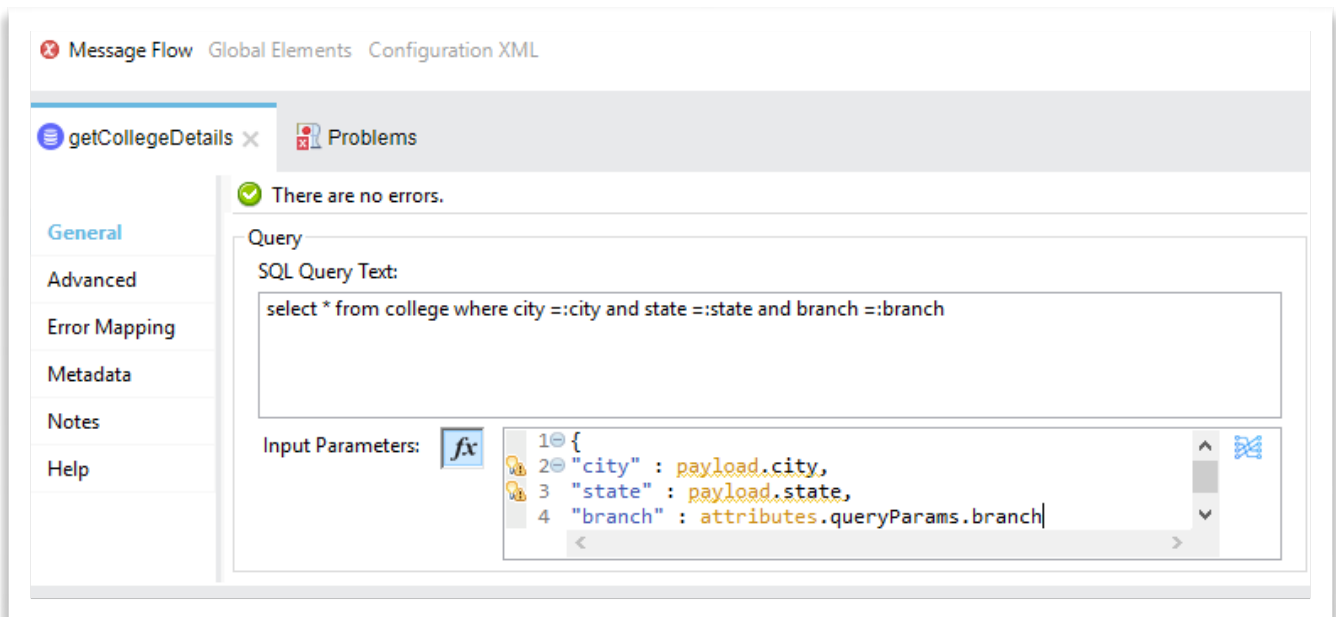 Message Flow Global Elements Configuration XML
getCollegeDetails Problems
There are no errors.
General
Advanced
Error Mapping
Metadata
Notes
Help
Query
SQL Query Text:
select * from college where city =:city and state =:state and branch =:branch
Input Parameters: fx
1 {
2 "city" : payload.city,
3 "state" : payload.state,
4 "branch" : attributes.queryParams.branch